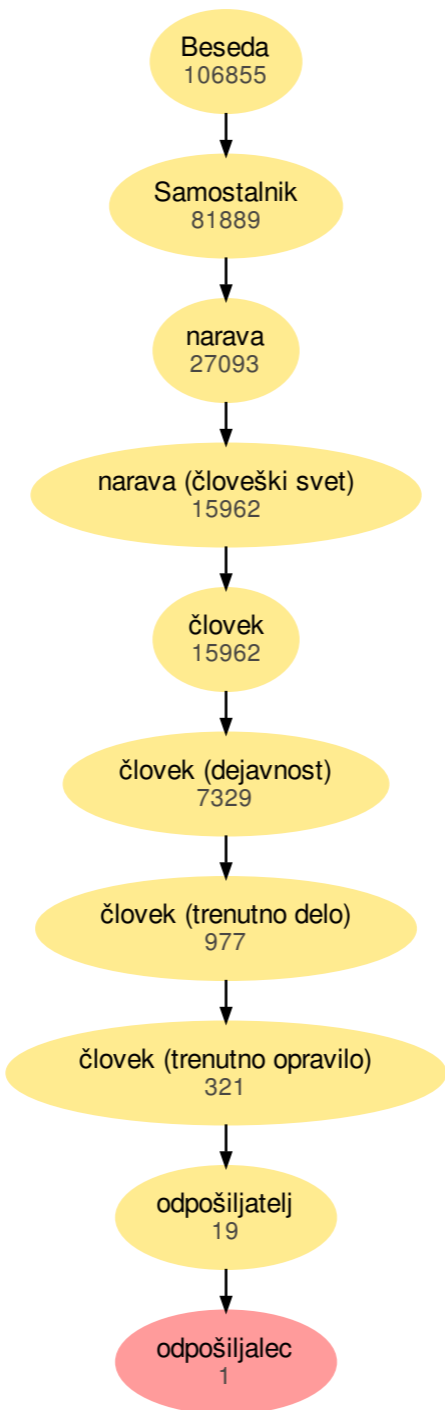 Beseda
106855
Samostalnik
81889
narava
27093
narava (človeški svet)
15962
človek
15962
človek (dejavnost)
7329
človek (trenutno delo)
977
človek (trenutno opravilo)
321
odpošiljatelj
19
odpošiljalec
1